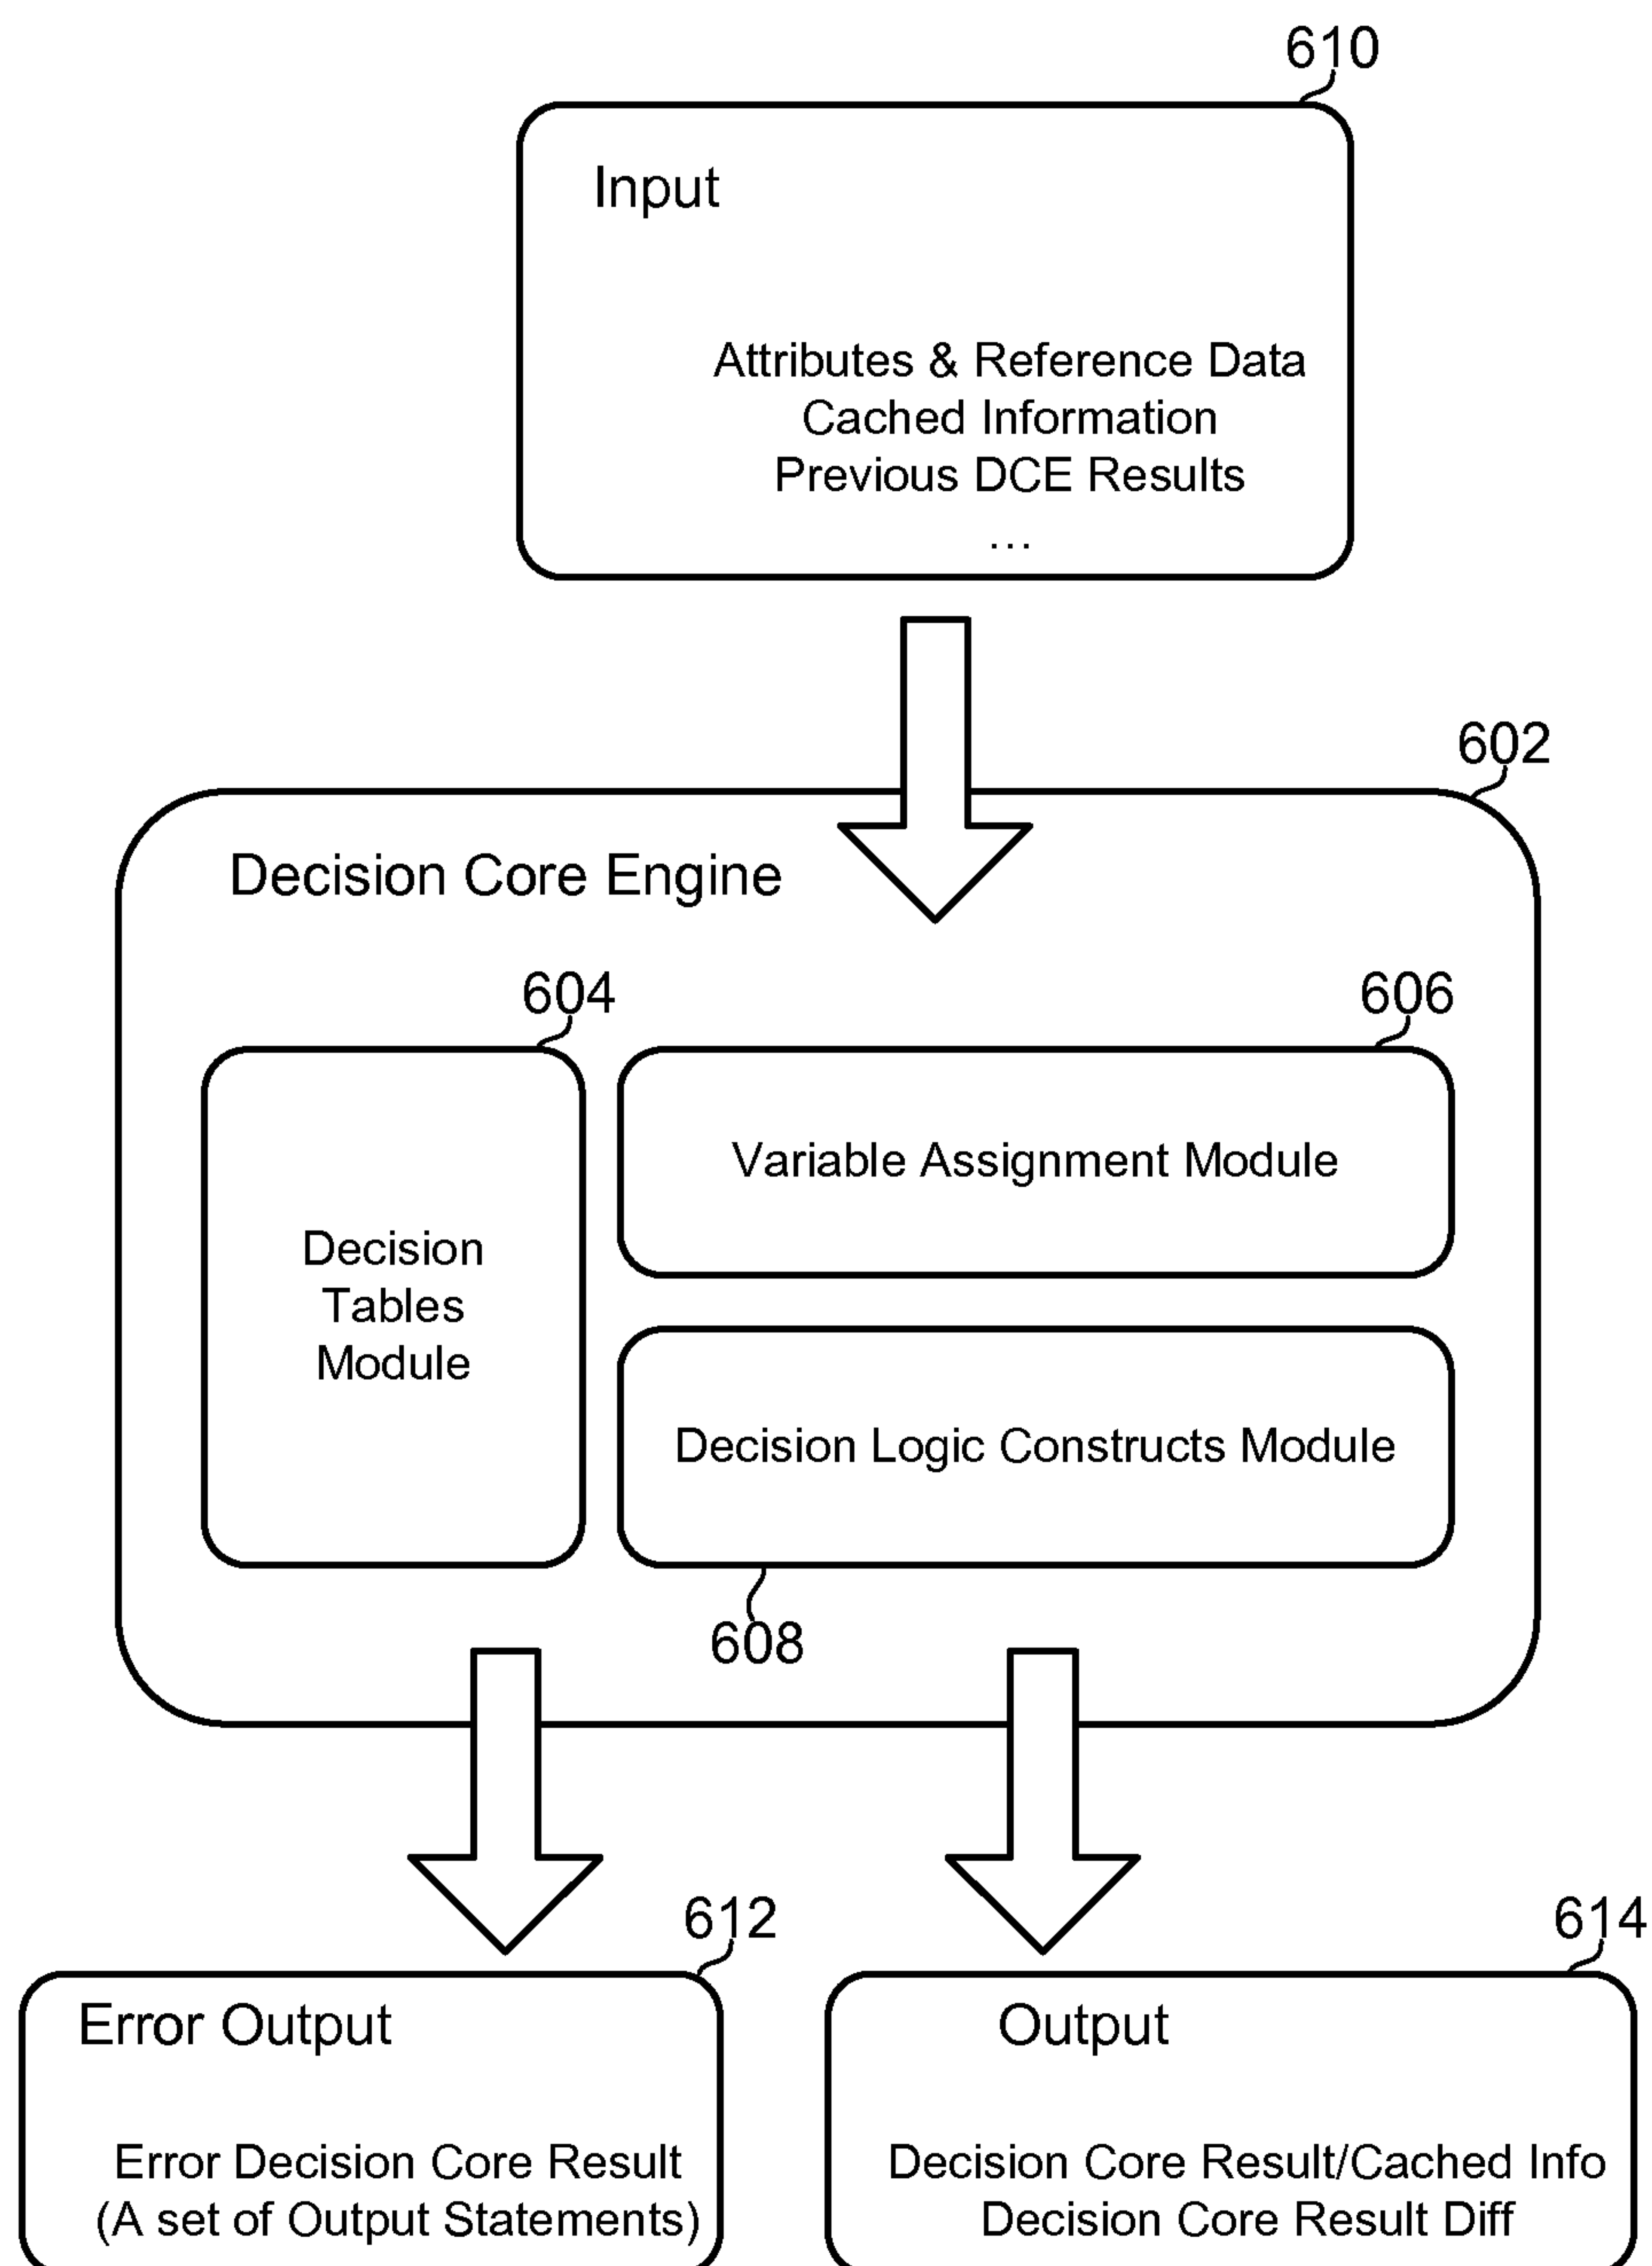 610
Input
Attributes & Reference Data
Cached Information
Previous DCE Results
...
602
Decision Core Engine
604
606
Variable Assignment Module
Decision
Tables
Module
Decision Logic Constructs Module
608
612
614
Error Output
Error Decision Core Result
(A set of Output Statements)
Output
Decision Core Result/Cached Info
Decision Core Result Diff